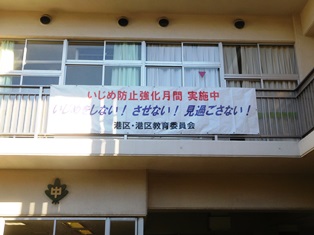 いじめ防止強化月間 実施中
いじめをしない！ させない！ 見過ごさない！
港区・港区教育委員会
中